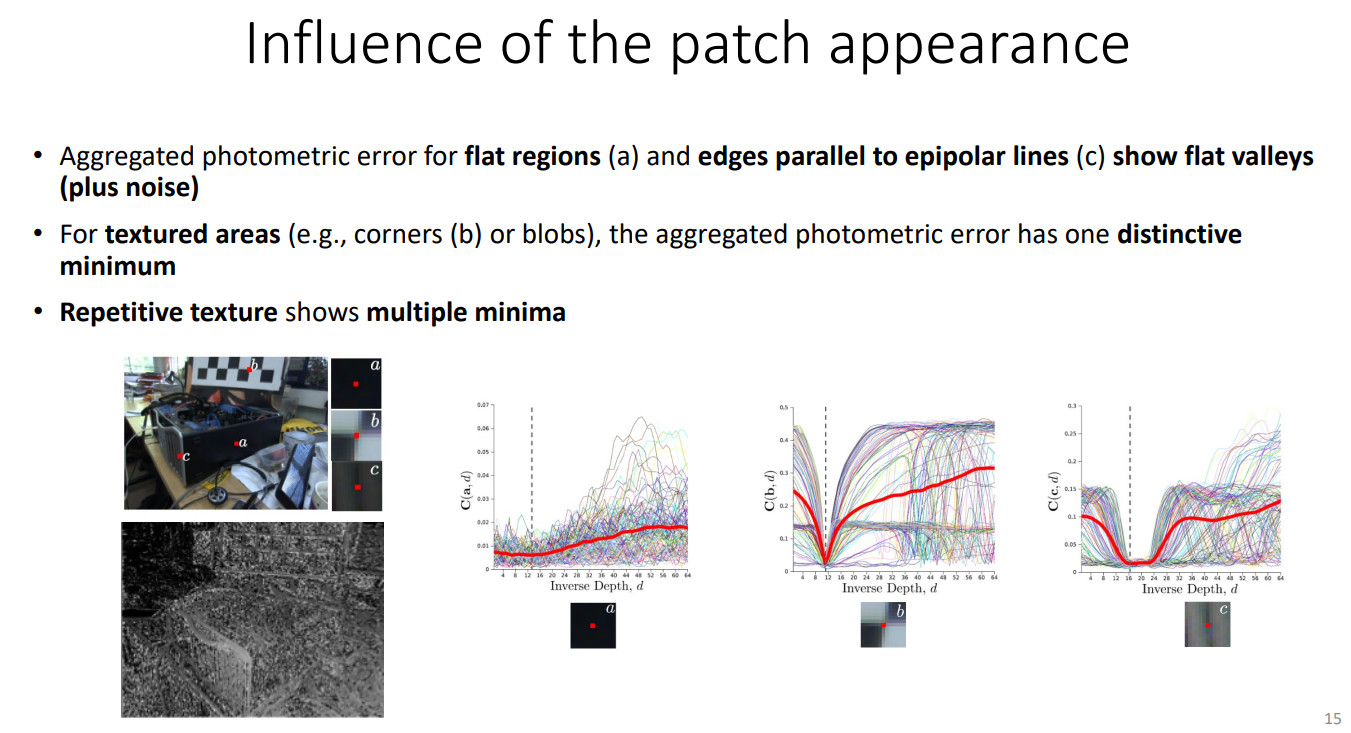 Influence of the patch appearance
• Aggregated photometric error for flat regions (a) and edges parallel to epipolar lines (c) show flat valleys
(plus noise)
• For textured areas (e.g., corners (b) or blobs), the aggregated photometric error has one distinctive
minimum
• Repetitive texture shows multiple minima
b
a
c
a
b
c
C(a, d)
0.07
0.06
0.05
0.04
0.03
0.02
0.01
0
4 8 12 16 20 24 28 32 36 40 44 48 52 56 60 64
Inverse Depth, d
a
C(b, d)
0.5
0.4
0.3
0.2
0.1
0
4 8 12 16 20 24 28 32 36 40 44 48 52 56 60 64
Inverse Depth, d
b
C(c, d)
0.3
0.25
0.2
0.15
0.1
0.05
0
4 8 12 16 20 24 28 32 36 40 44 48 52 56 60 64
Inverse Depth, d
c
15